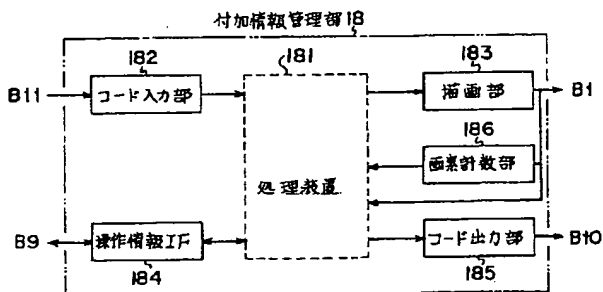 付加情報管理部18
182
181
183
B11
コード入力部
描画部
B1
186
画素計数部
処理装置
B9
操作情報IF
コード出力部
B10
184
185